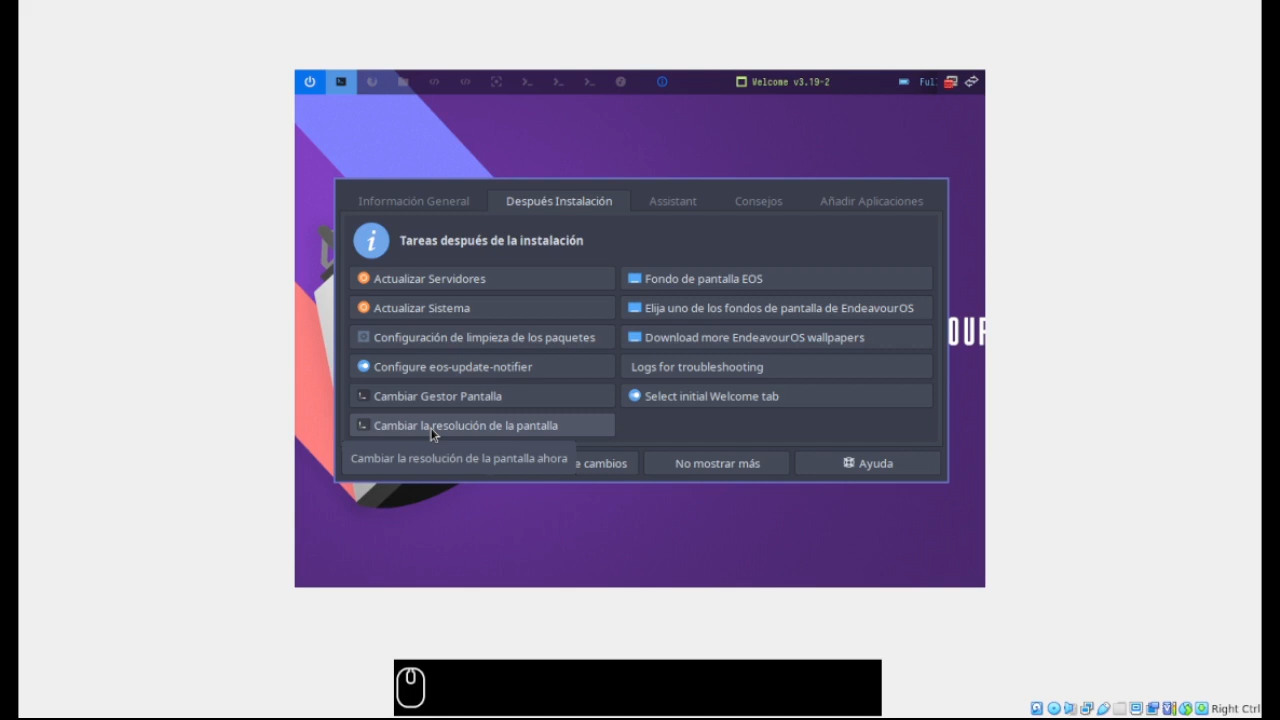 Welcome v3.19-2 Ful
Información General Después Instalación Assistant Consejos Añadir Aplicaciones
Tareas después de la instalación
Actualizar Servidores Fondo de pantalla EOS
Actualizar Sistema Elija uno de los fondos de pantalla de EndeavourOS
Configuración de limpieza de los paquetes Download more EndeavourOS wallpapers
OUR
Configure eos-update-notifier Logs for troubleshooting
Cambiar Gestor Pantalla Select initial Welcome tab
Cambiar la resolución de la pantalla
Cambiar la resolución de la pantalla ahora e cambios No mostrar más Ayuda
Right Ctrl